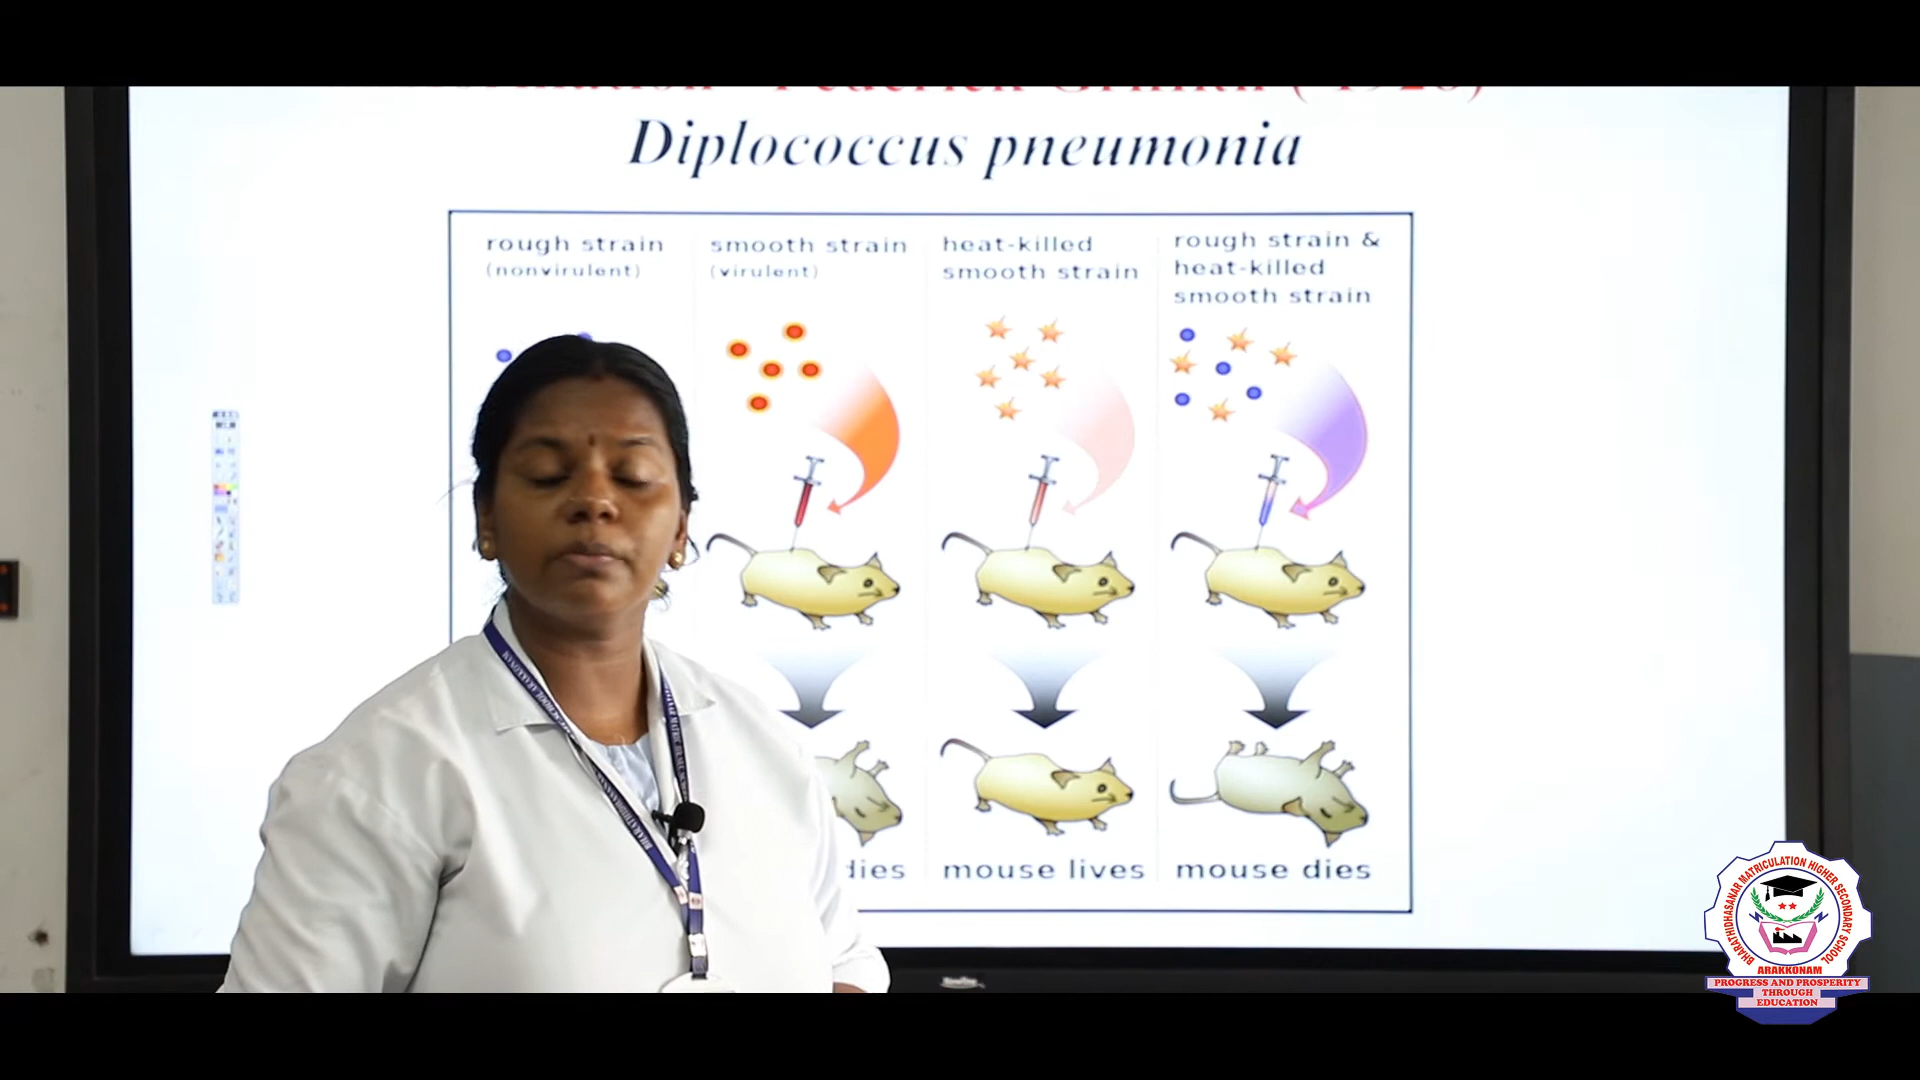 Diplococcus pneumonia
rough strain
(nonvirulent)
smooth strain
(virulent)
heat-killed
smooth strain
rough strain &
heat-killed
smooth strain
dies
mouse lives
mouse dies
BHARATHIDHASANAR MATRICULATION HIGHER SECONDARY SCHOOL
ARAKKONAM
PROGRESS AND PROSPERITY
THROUGH
EDUCATION